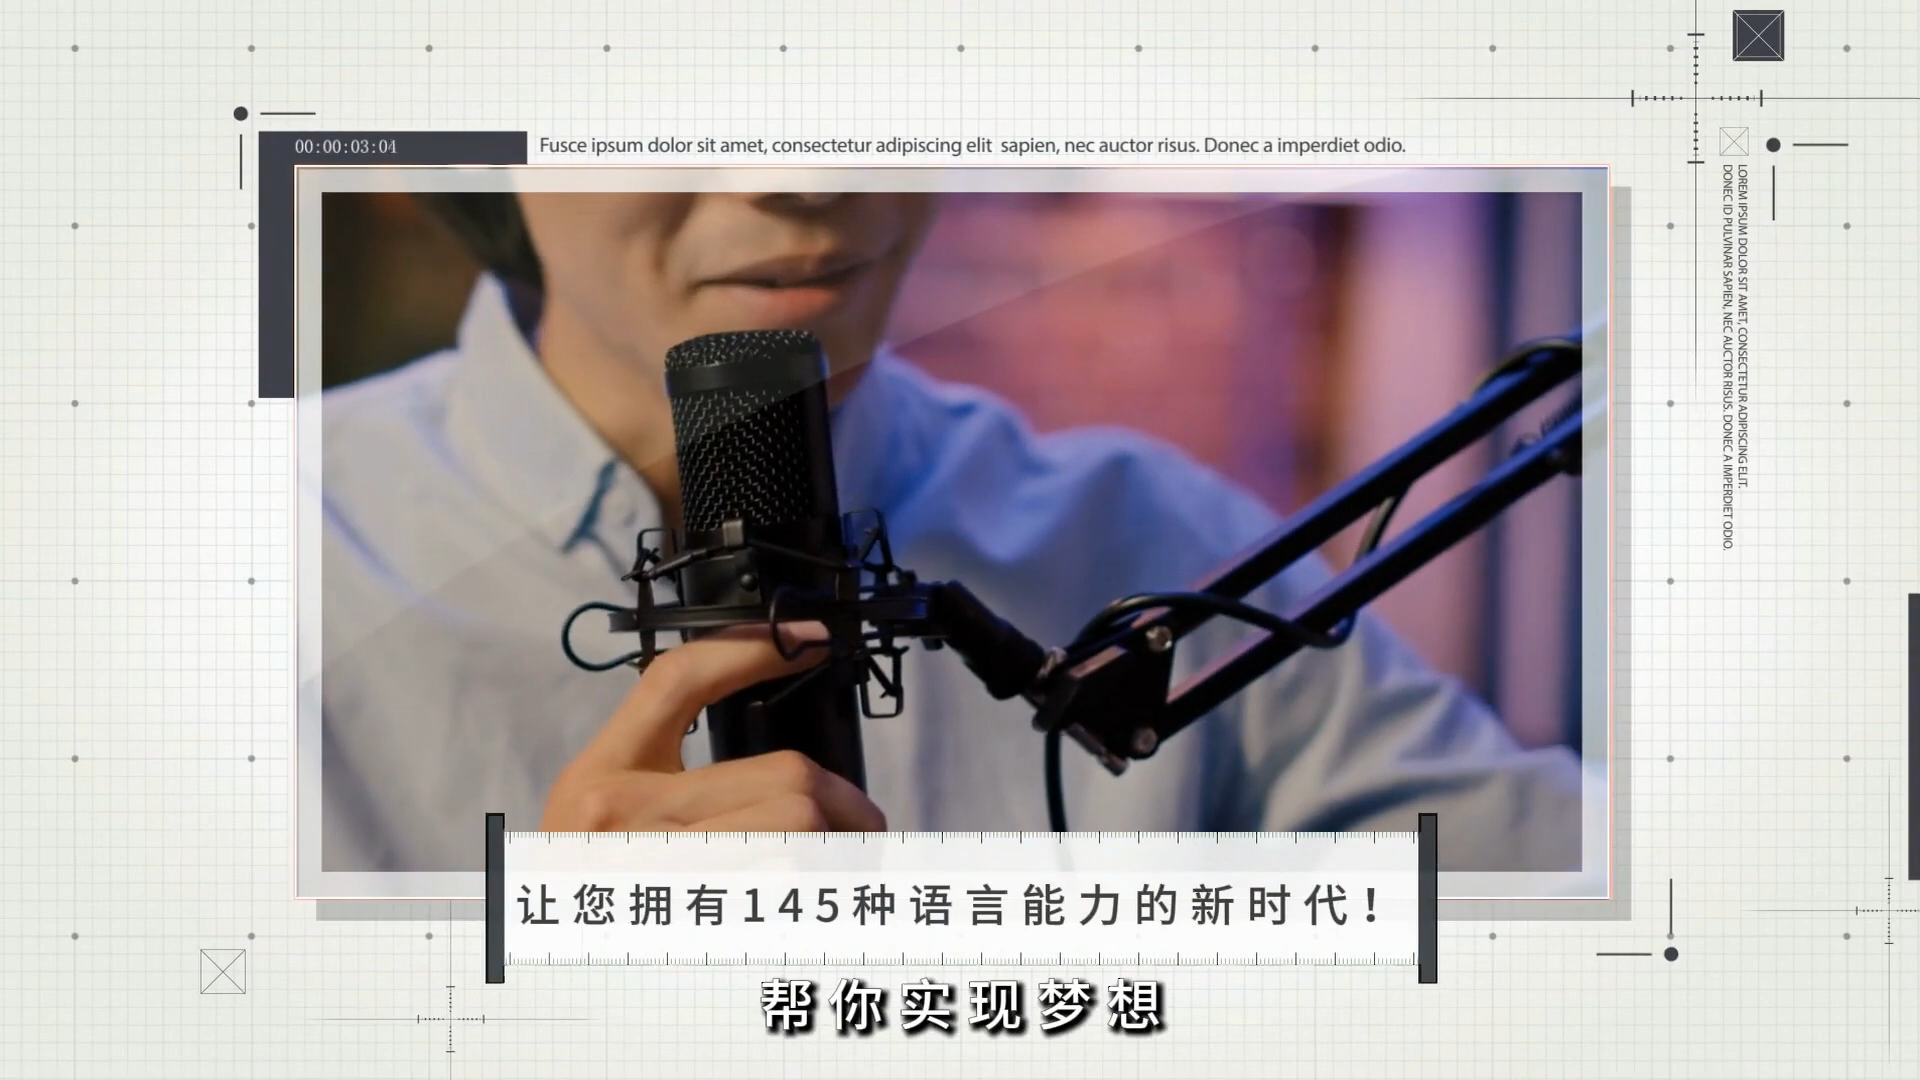 00:00:03:04
Fusce ipsum dolor sit amet, consectetur adipiscing elit  sapien, nec auctor risus. Donec a imperdiet odio.
LOREM IPSUM DOLOR SIT AMET, CONSECTETUR ADIPISCING ELIT.
DONEC ID PULVINAR SAPIEN, NEC AUCTOR RISUS. DONEC A IMPERDIET ODIO.
让您拥有145种语言能力的新时代！
帮你实现梦想